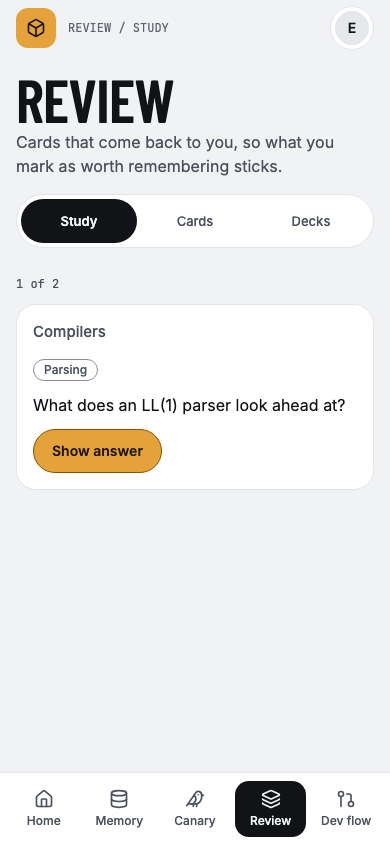 REVIEW / STUDY
E
REVIEW
Cards that come back to you, so what you
mark as worth remembering sticks.
Study
Cards
Decks
1 of 2
Compilers
Parsing
What does an LL(1) parser look ahead at?
Show answer
Home
Memory
Canary
Review
Dev flow